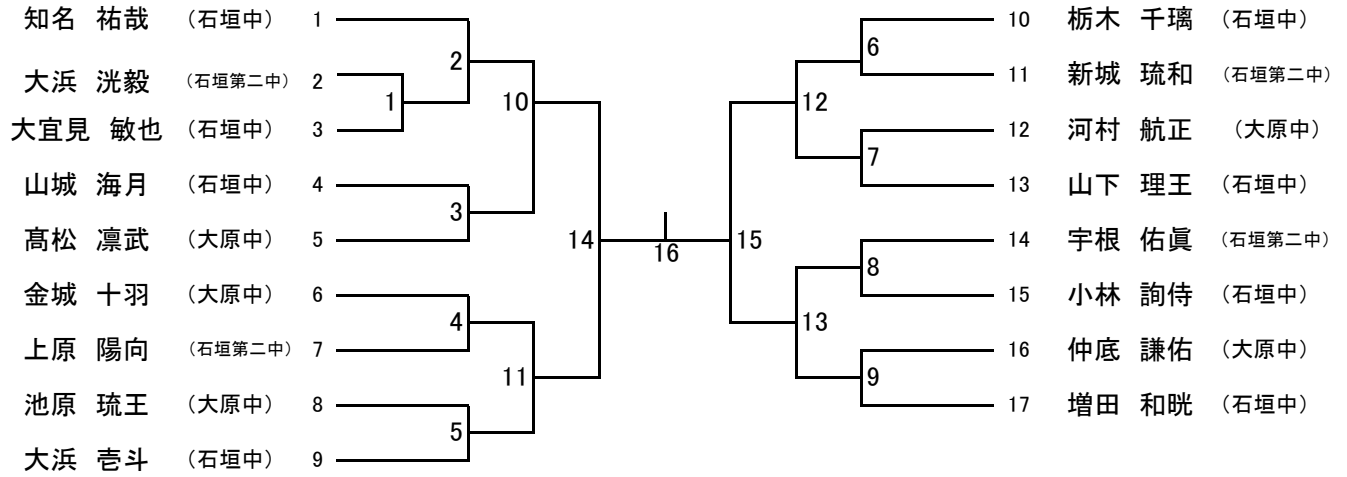 知名 祐哉 （石垣中） 1
大浜 洸毅 （石垣第二中） 2
大宜見 敏也 （石垣中） 3
山城 海月 （石垣中） 4
髙松 凛武 （大原中） 5
金城 十羽 （大原中） 6
上原 陽向 （石垣第二中） 7
池原 琉王 （大原中） 8
大浜 壱斗 （石垣中） 9
2
1
10
3
14
4
11
5
16
6
12
7
15
8
13
9
10 栃木 千璃 （石垣中）
11 新城 琉和 （石垣第二中）
12 河村 航正 （大原中）
13 山下 理王 （石垣中）
14 宇根 佑眞 （石垣第二中）
15 小林 詢侍 （石垣中）
16 仲底 謙佑 （大原中）
17 増田 和晄 （石垣中）